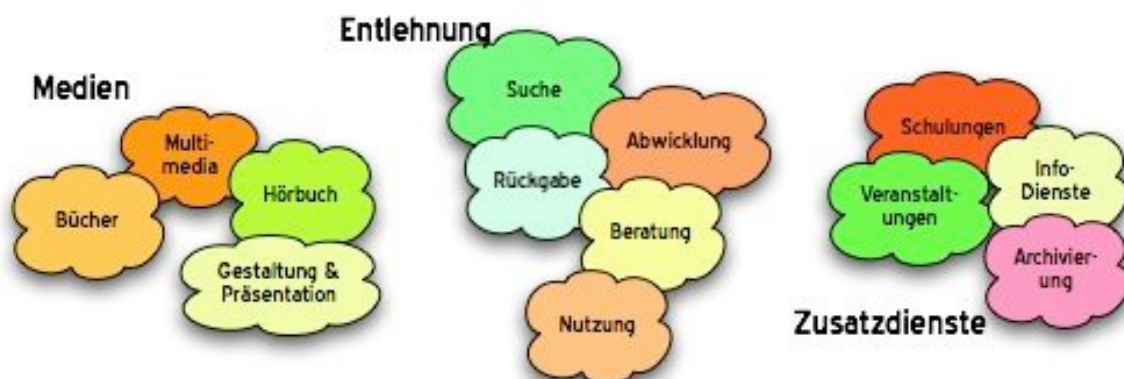 Medien
Multi-
media
Bücher
Hörbuch
Gestaltung &
Präsentation
Entlehnung
Suche
Abwicklung
Rückgabe
Beratung
Nutzung
Schulungen
Info-
Dienste
Veranstalt-
ungen
Archivier-
ung
Zusatzdienste